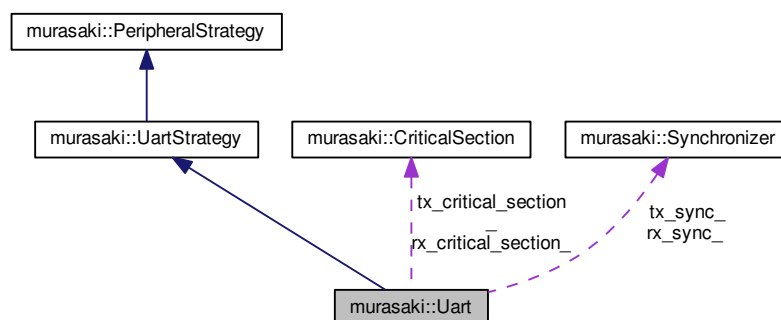 murasaki::PeripheralStrategy
murasaki::UartStrategy
murasaki::CriticalSection
murasaki::Synchronizer
tx_critical_section
_
rx_critical_section_
tx_sync_
rx_sync_
murasaki::Uart